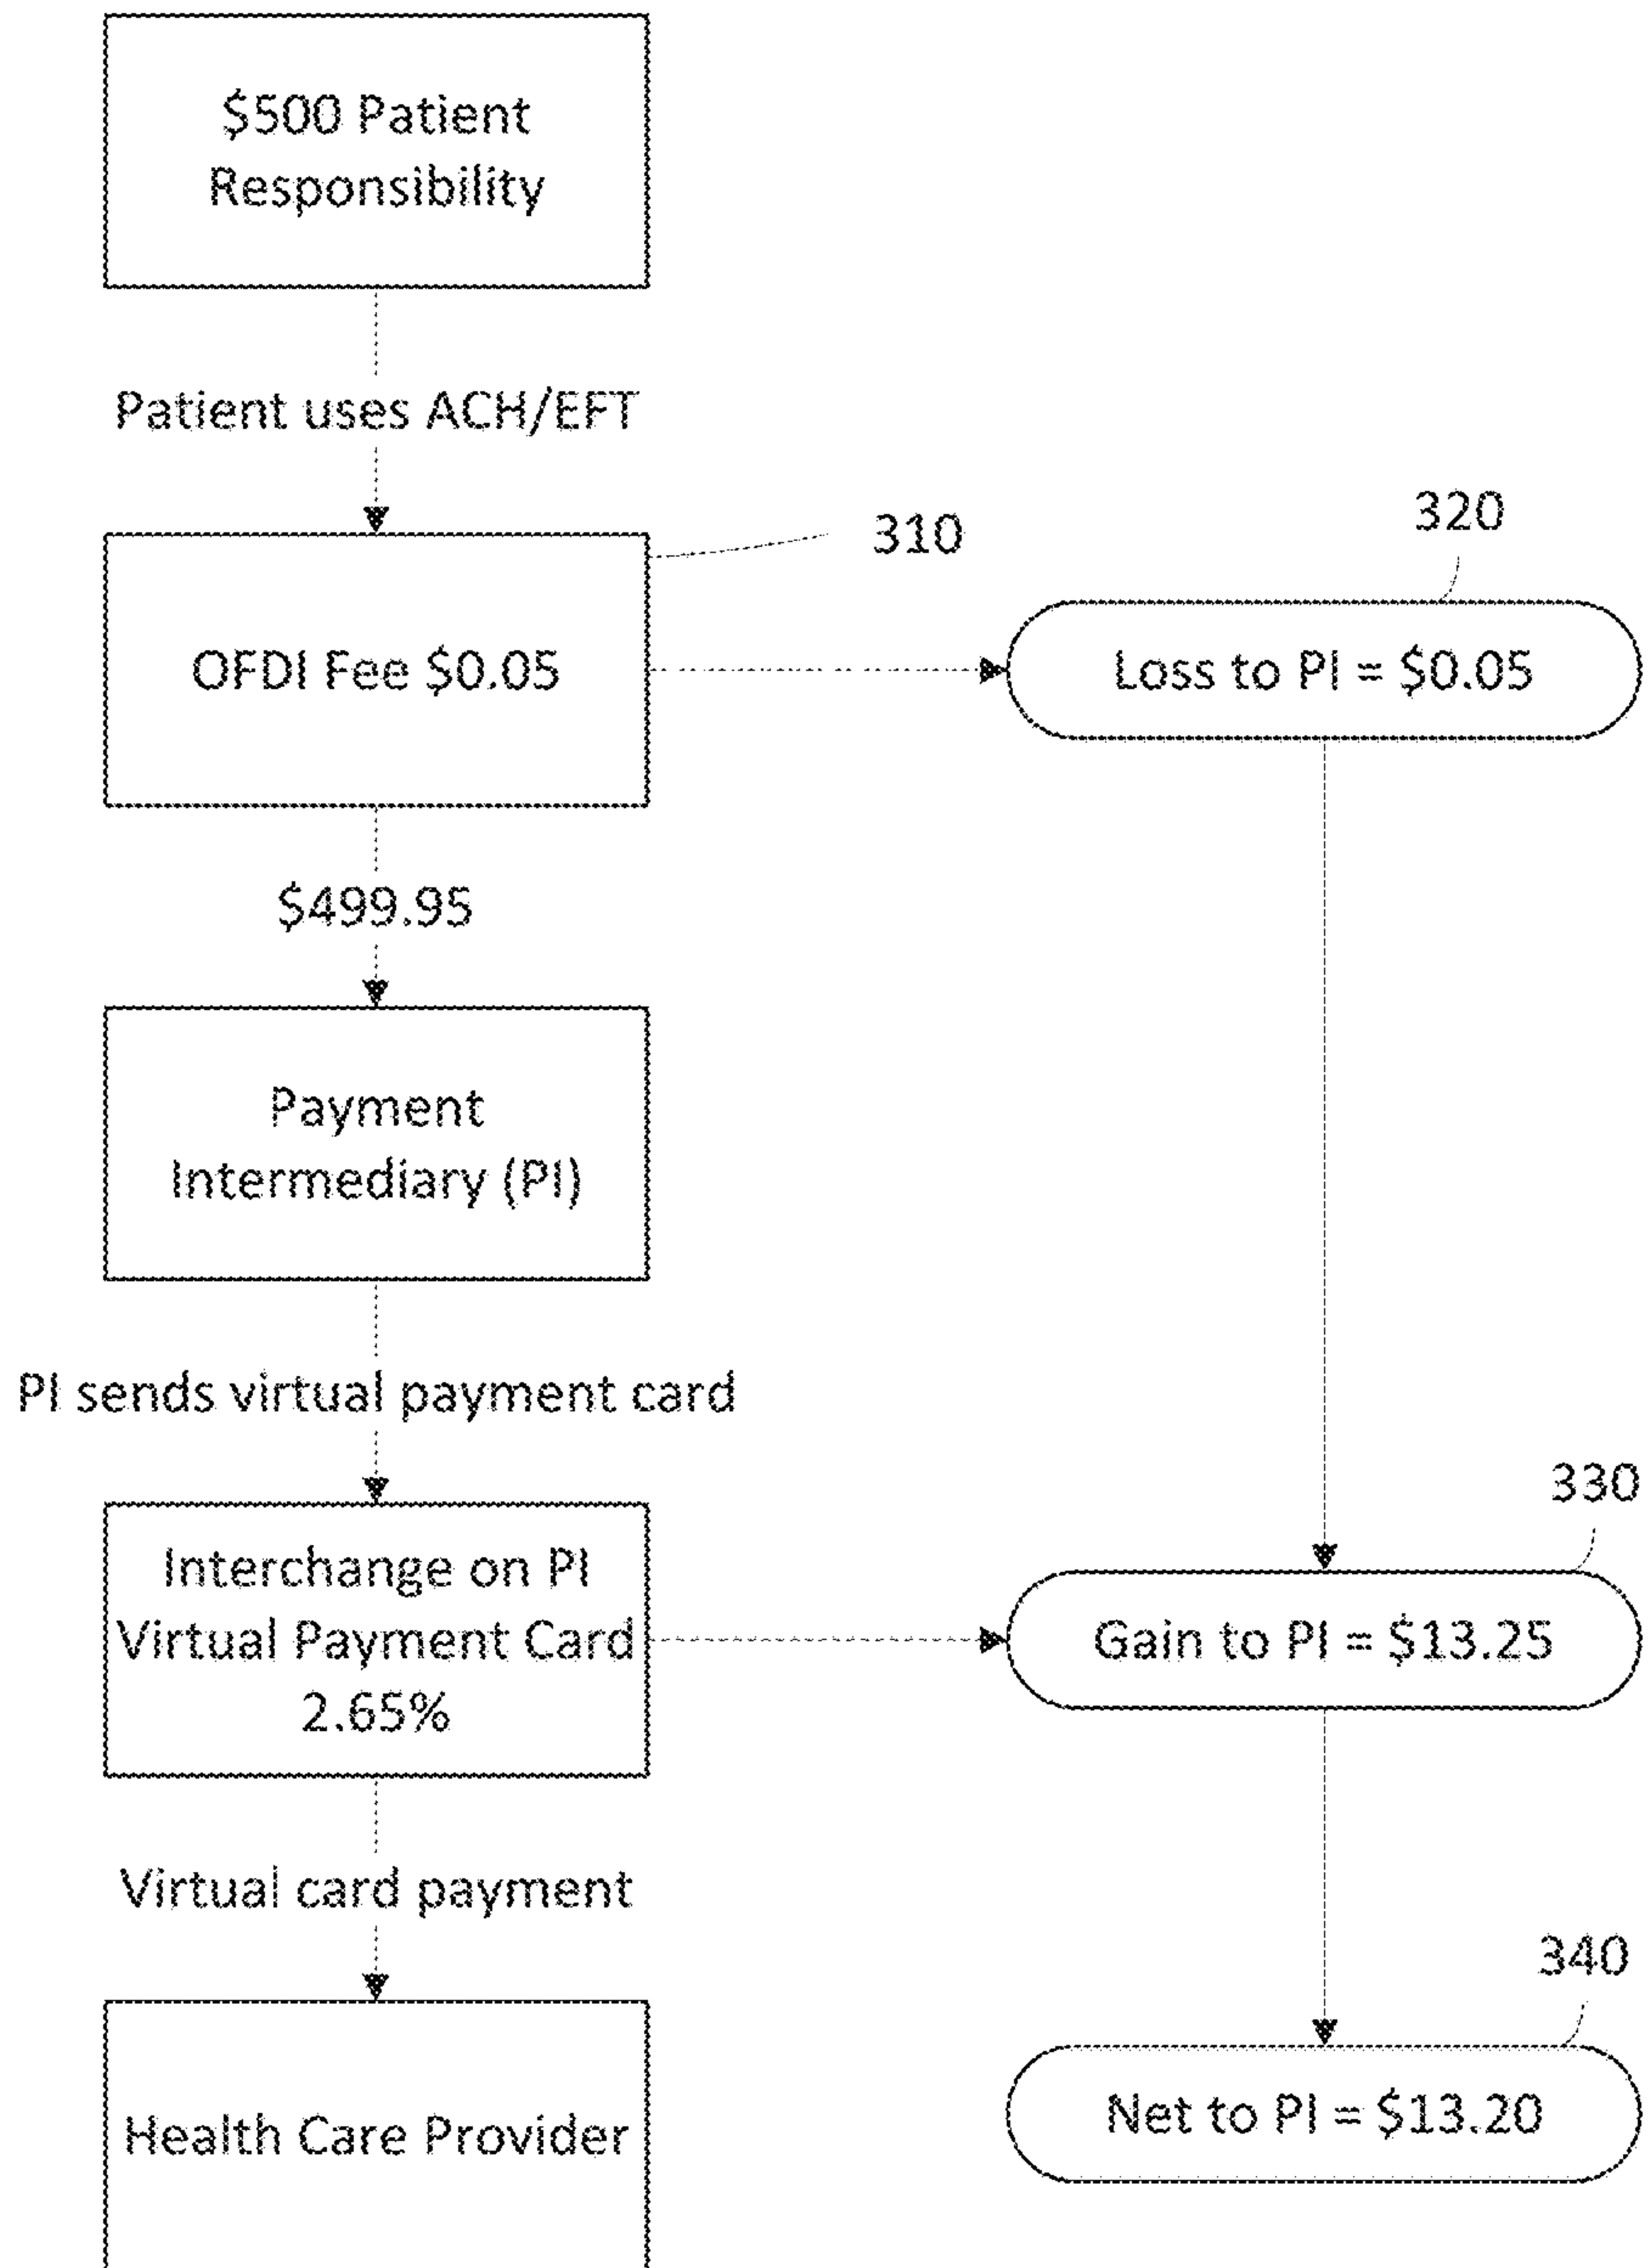 $500 Patient
Responsibility
Patient uses ACH/EFT
310
320
OFDI Fee $0.05
Loss to PI = $0.05
$499.95
Payment
Intermediary (PI)
PI sends virtual payment card
330
Interchange on PI
Virtual Payment Card
2.65%
Gain to PI = $13.25
Virtual card payment
340
Health Care Provider
Net to PI = $13.20